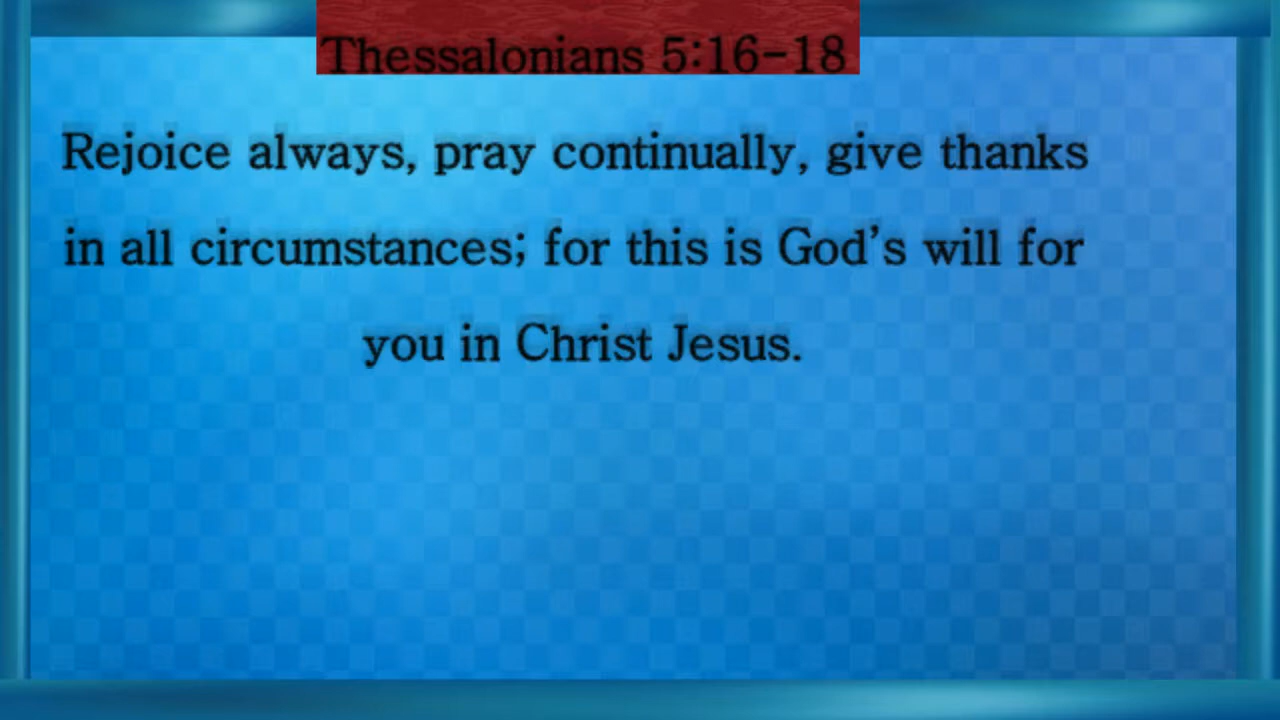 Thessalonians 5:16-18
Rejoice always, pray continually, give thanks
in all circumstances; for this is God's will for
you in Christ Jesus.